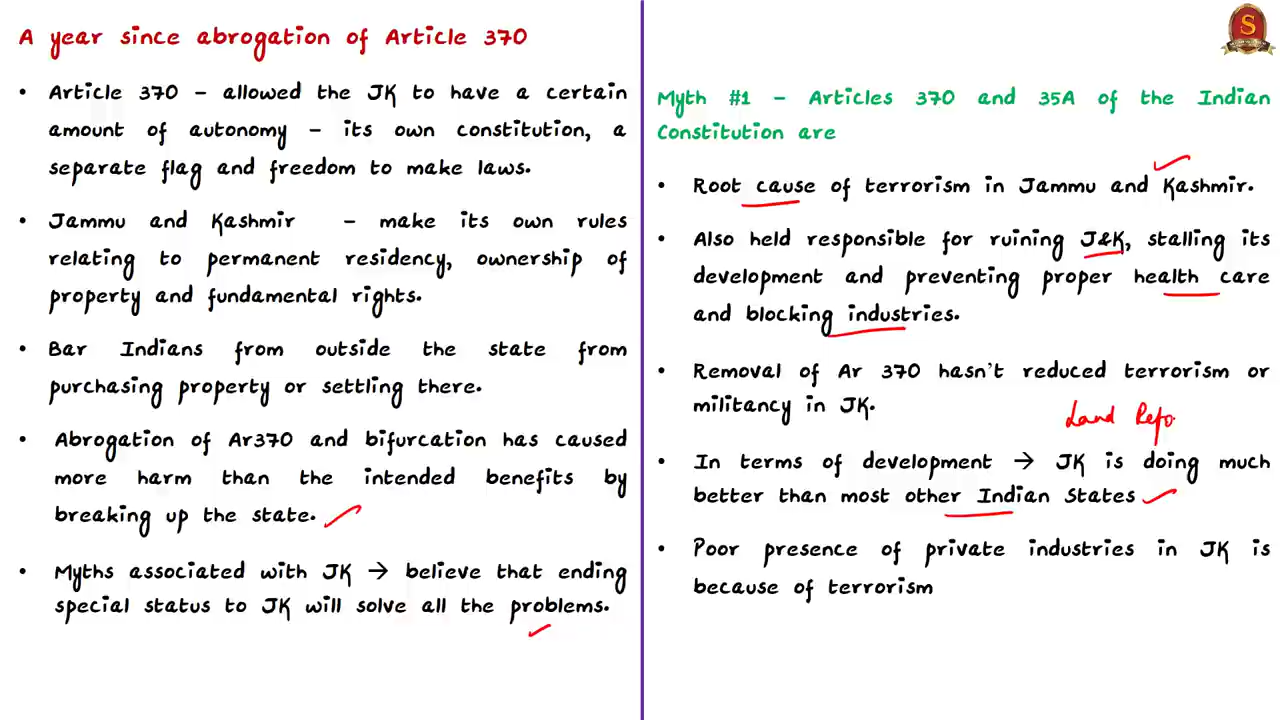 A year since abrogation of Article 370
• Article 370 – allowed the JK to have a certain
amount of autonomy – its own constitution, a
separate flag and freedom to make laws.
• Jammu and Kashmir – make its own rules
relating to permanent residency, ownership of
property and fundamental rights.
• Bar Indians from outside the state from
purchasing property or settling there.
• Abrogation of Ar370 and bifurcation has caused
more harm than the intended benefits by
breaking up the state.
• Myths associated with JK → believe that ending
special status to JK will solve all the problems.
S
Myth #1 – Articles 370 and 35A of the Indian
Constitution are
• Root cause of terrorism in Jammu and Kashmir.
• Also held responsible for ruining J&K, stalling its
development and preventing proper health care
and blocking industries.
• Removal of Ar 370 hasn't reduced terrorism or
militancy in JK.
Land Refo
• In terms of development → JK is doing much
better than most other Indian States
• Poor presence of private industries in JK is
because of terrorism